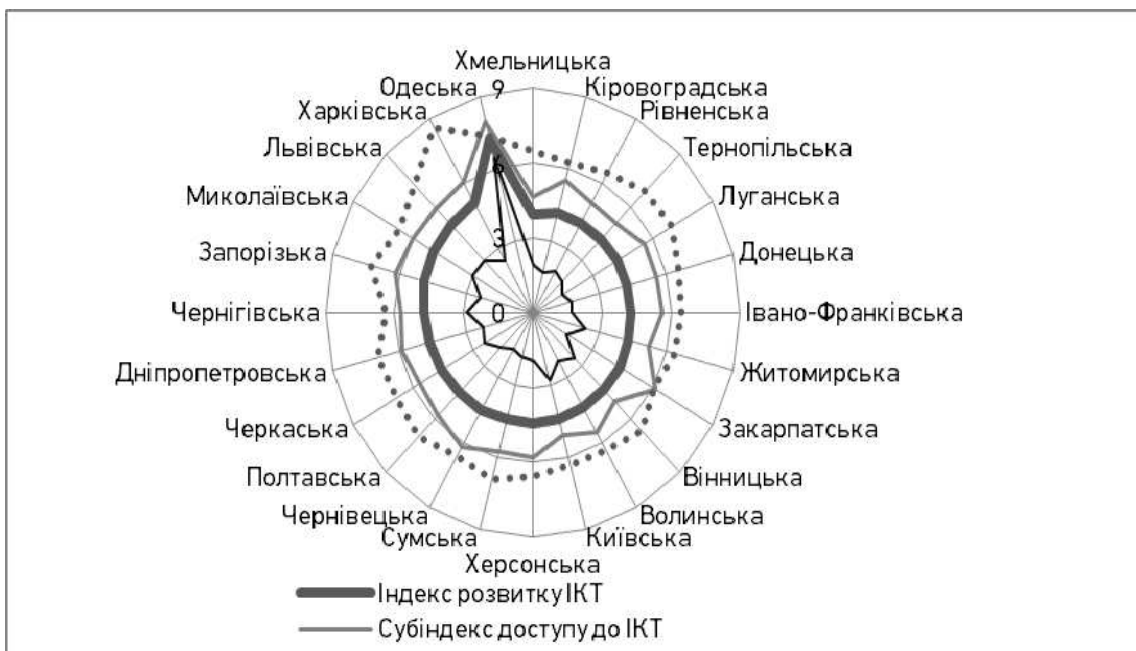 Хмельницька
Одеська 9 Кіровоградська
Харківська Рівненська
Львівська Тернопільська
6
Миколаївська Луганська
3
Запорізька Донецька
Чернігівська 0 Івано-Франківська
Дніпропетровська Житомирська
Черкаська Закарпатська
Полтавська Вінницька
Чернівецька Волинська
Сумська Київська
Херсонська
Індекс розвитку ІКТ
Субіндекс доступу до ІКТ